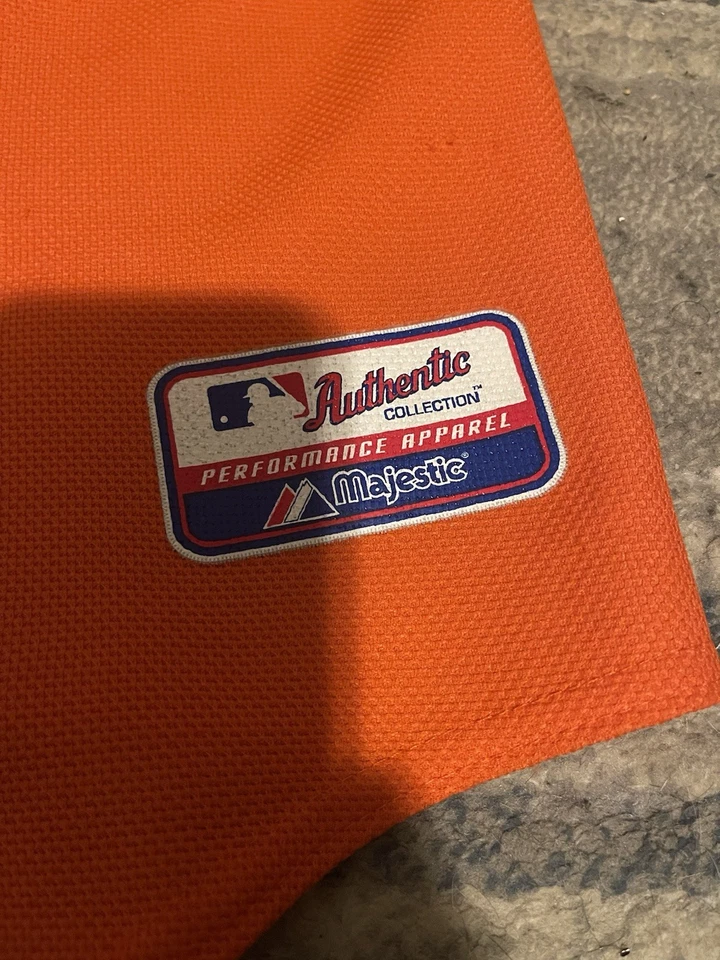 Authentic
COLLECTION™
PERFORMANCE APPAREL
Majestic®